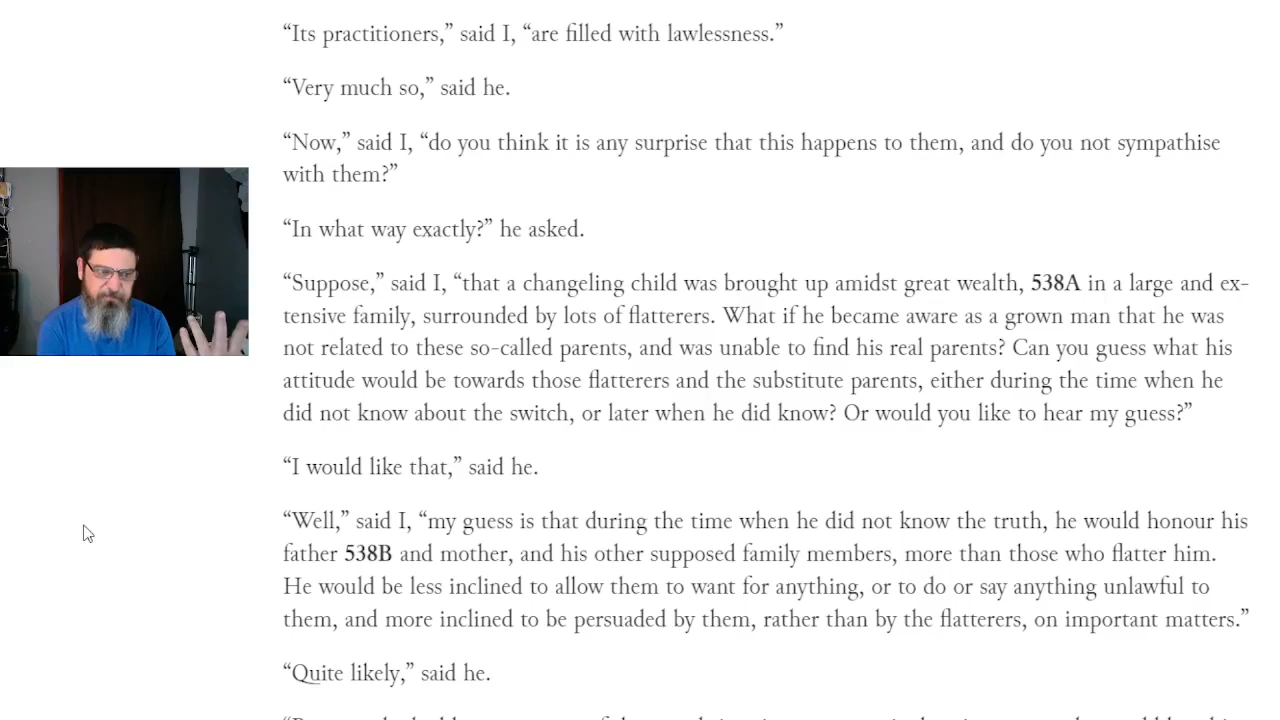 “Its practitioners,” said I, “are filled with lawlessness.”
“Very much so,” said he.
“Now,” said I, “do you think it is any surprise that this happens to them, and do you not sympathise
with them?”
“In what way exactly?” he asked.
“Suppose,” said I, “that a changeling child was brought up amidst great wealth, 538A in a large and ex-
tensive family, surrounded by lots of flatterers. What if he became aware as a grown man that he was
not related to these so-called parents, and was unable to find his real parents? Can you guess what his
attitude would be towards those flatterers and the substitute parents, either during the time when he
did not know about the switch, or later when he did know? Or would you like to hear my guess?”
“I would like that,” said he.
“Well,” said I, “my guess is that during the time when he did not know the truth, he would honour his
father 538B and mother, and his other supposed family members, more than those who flatter him.
He would be less inclined to allow them to want for anything, or to do or say anything unlawful to
them, and more inclined to be persuaded by them, rather than by the flatterers, on important matters.”
“Quite likely,” said he.